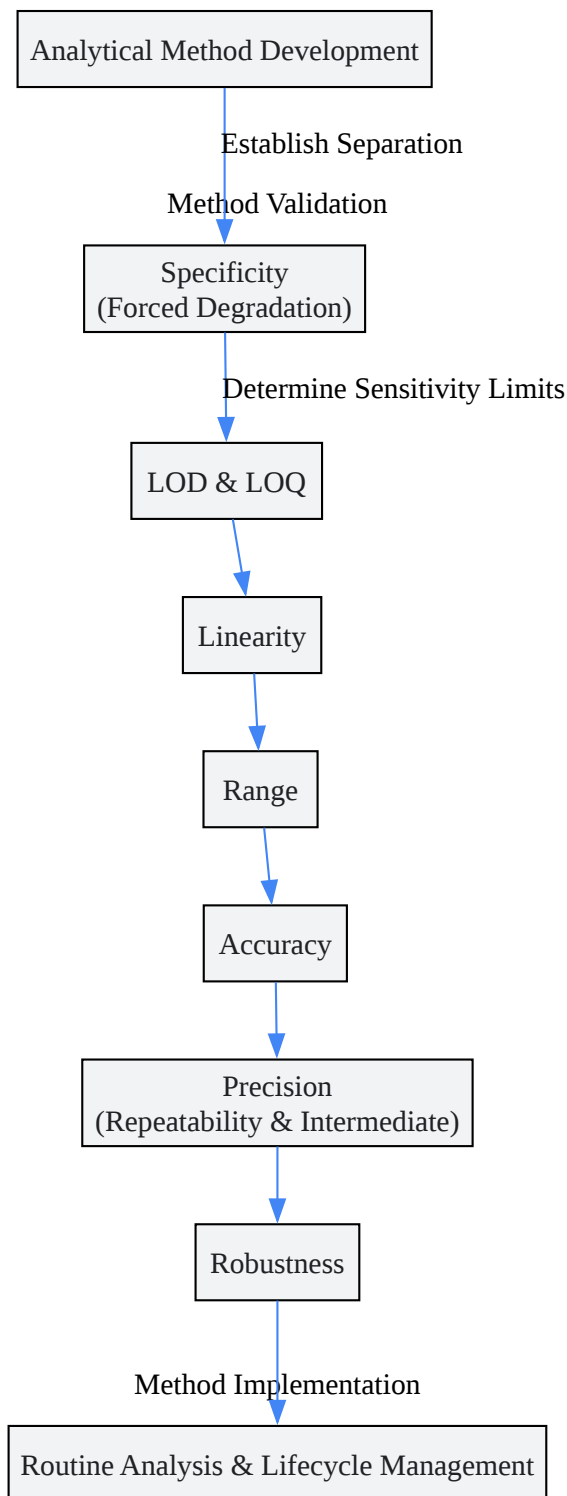 Analytical Method Development
Establish Separation
Method Validation
Specificity
(Forced Degradation)
Determine Sensitivity Limits
LOD & LOQ
Linearity
Range
Accuracy
Precision
(Repeatability & Intermediate)
Robustness
Method Implementation
Routine Analysis & Lifecycle Management